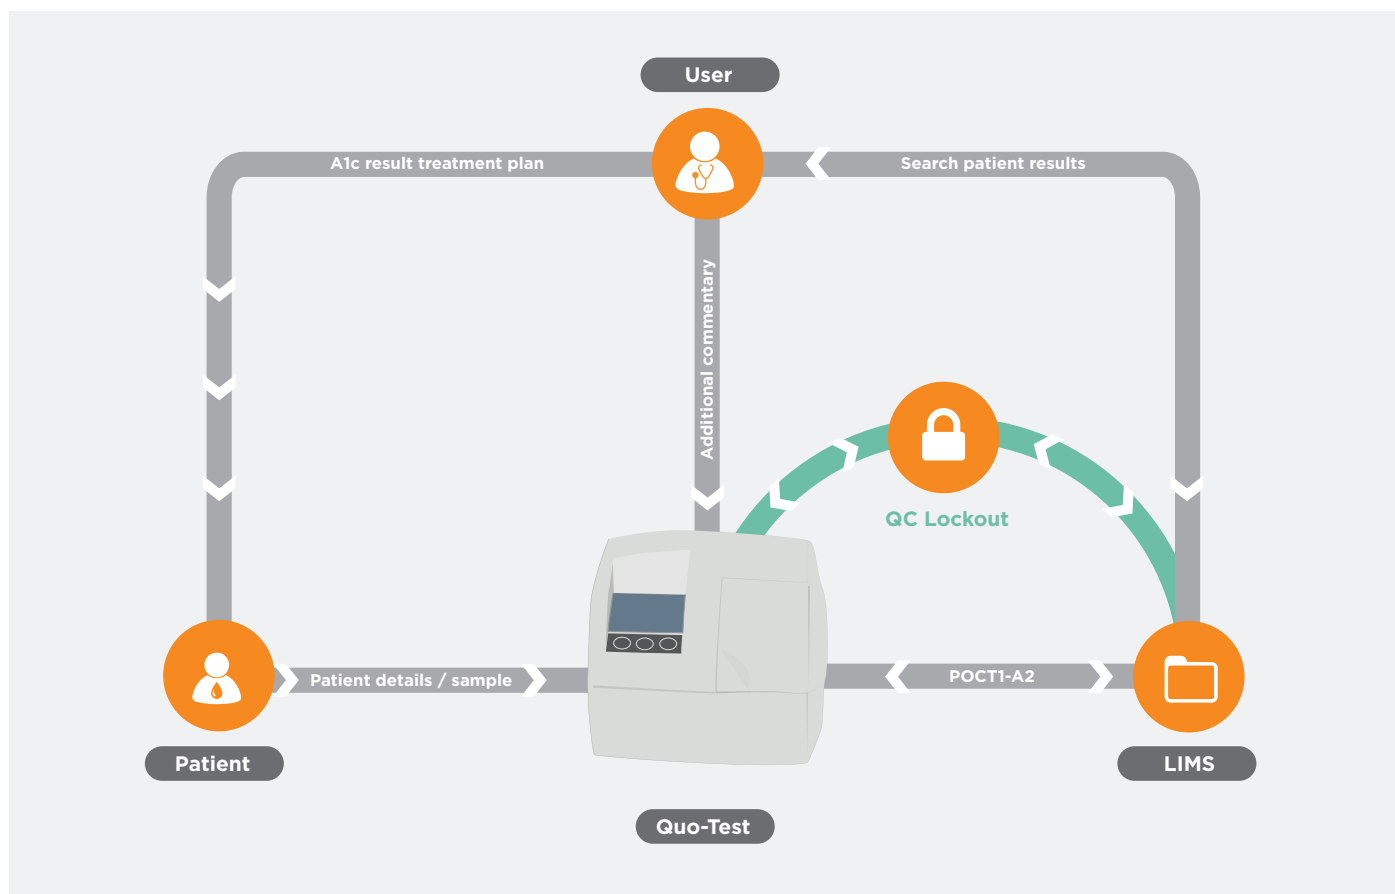 User
A1c result treatment plan
Search patient results
Additional commentary
QC Lockout
Patient details / sample
POCT1-A2
Patient
LIMS
Quo-Test